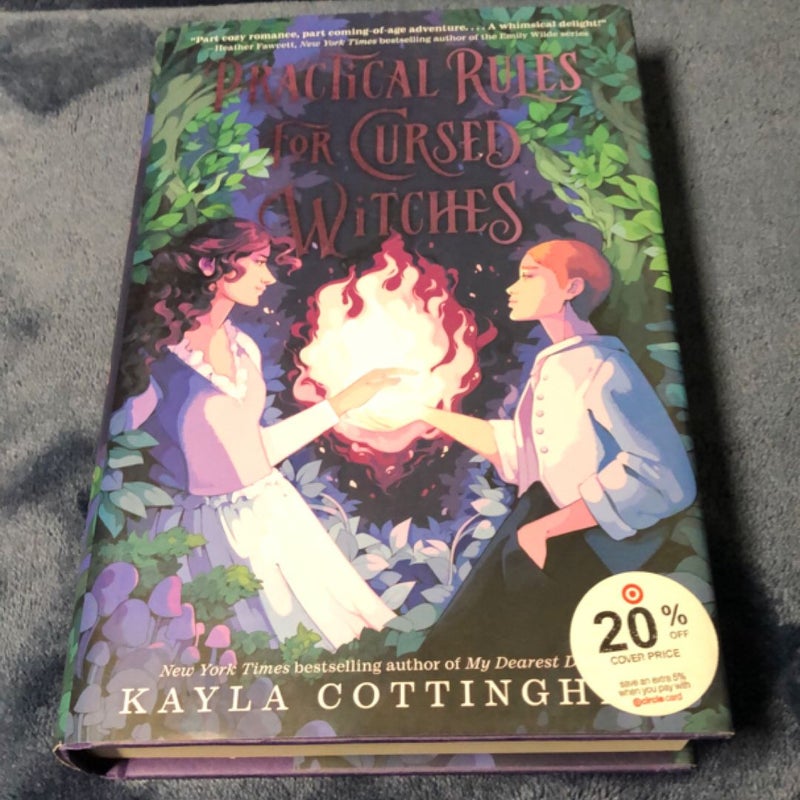 "Part cozy romance, part coming-of-age adventure. . . . A whimsical delight!"
Heather Fawcett, New York Times bestselling author of the Emily Wilde series
PRACTICAL RULES
FOR CURSED
WITCHES
New York Times bestselling author of My Dearest D
KAYLA COTTINGH
20% OFF
COVER PRICE
save an extra 5%
when you pay with
circle card